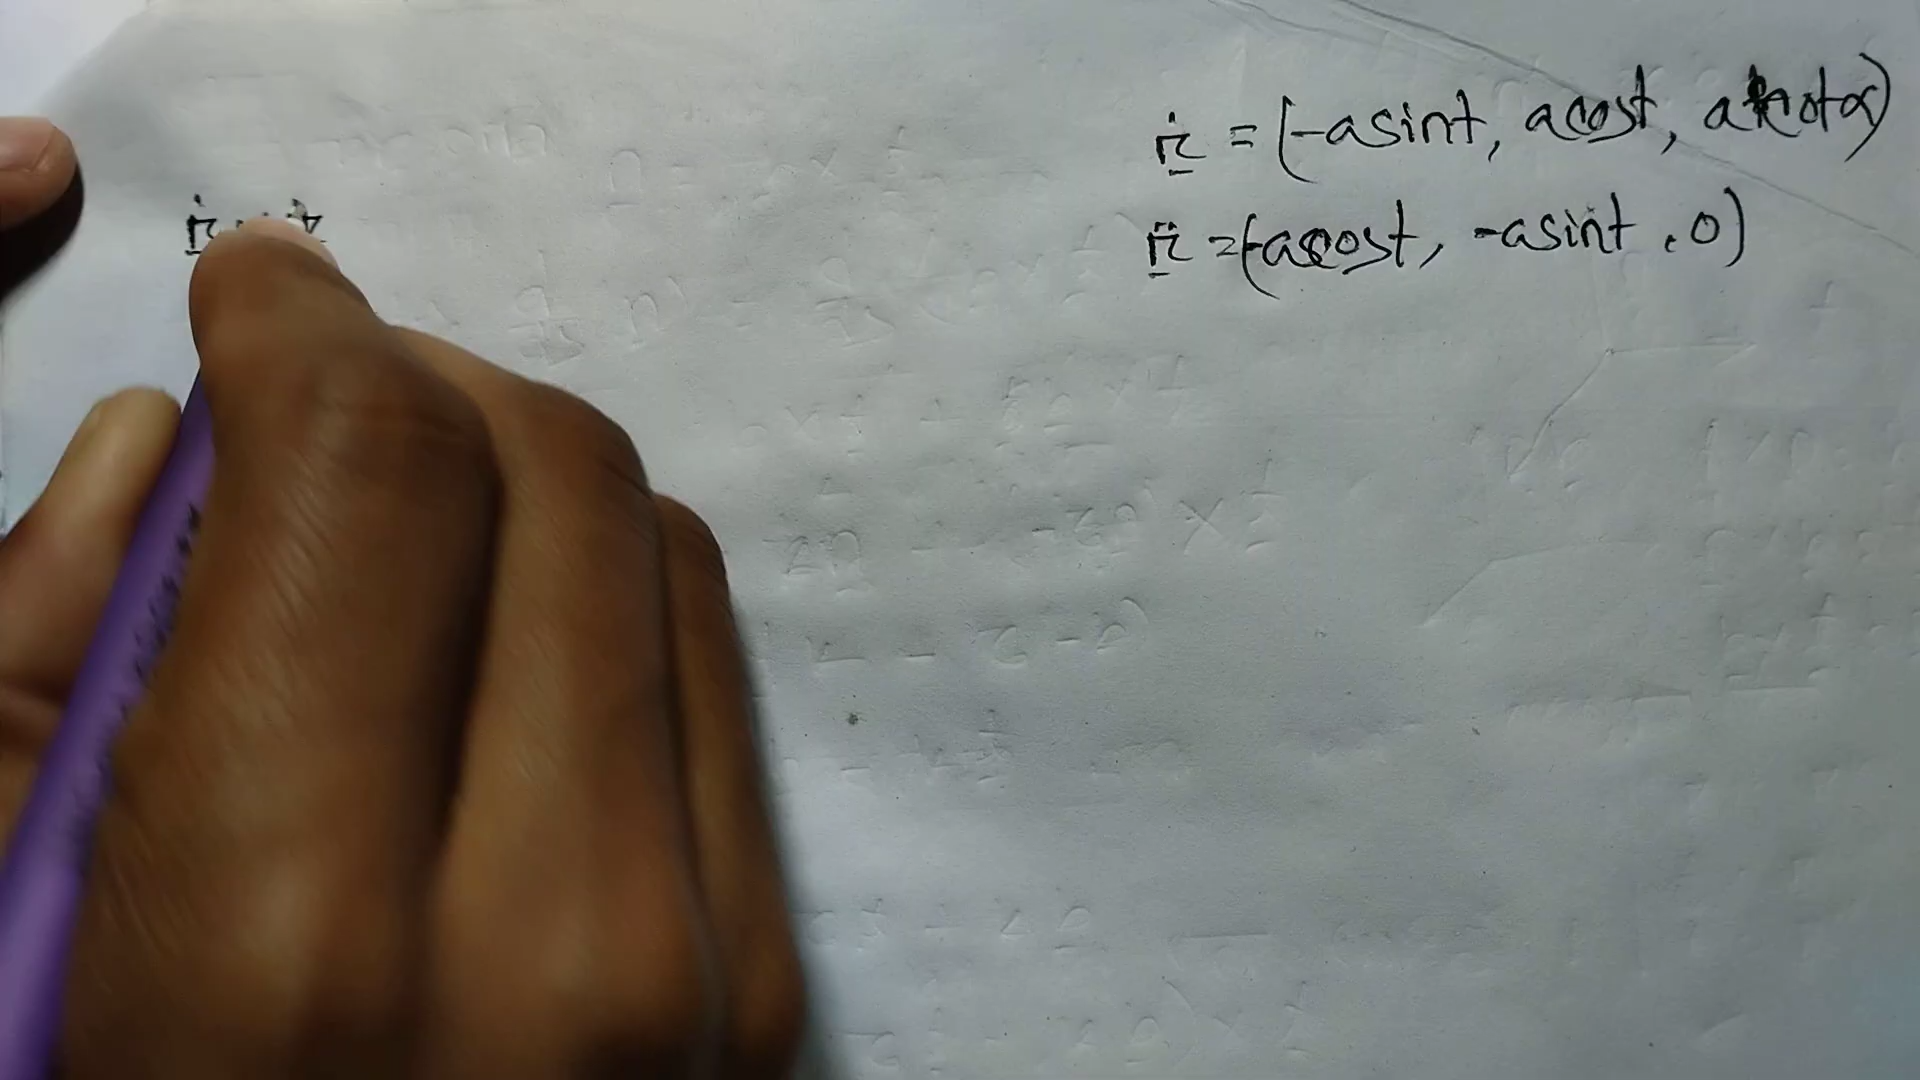 ṙ = (-asint, acost, acotα)
r̈ = (-acost, -asint, 0)
ṙ